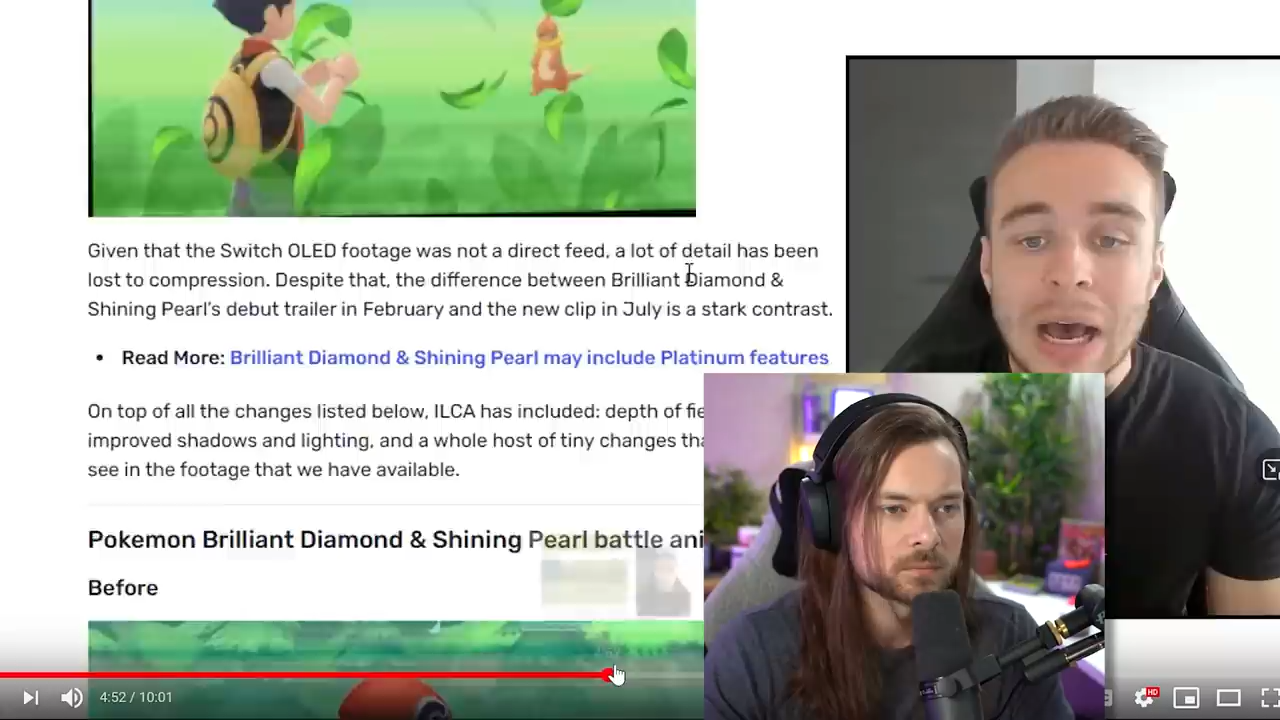 Given that the Switch OLED footage was not a direct feed, a lot of detail has been
lost to compression. Despite that, the difference between Brilliant Diamond &
Shining Pearl's debut trailer in February and the new clip in July is a stark contrast.
• Read More: Brilliant Diamond & Shining Pearl may include Platinum features
On top of all the changes listed below, ILCA has included: depth of
improved shadows and lighting, and a whole host of tiny changes
see in the footage that we have available.
Pokemon Brilliant Diamond & Shining Pearl battle
Before
4:52 / 10:01
HD